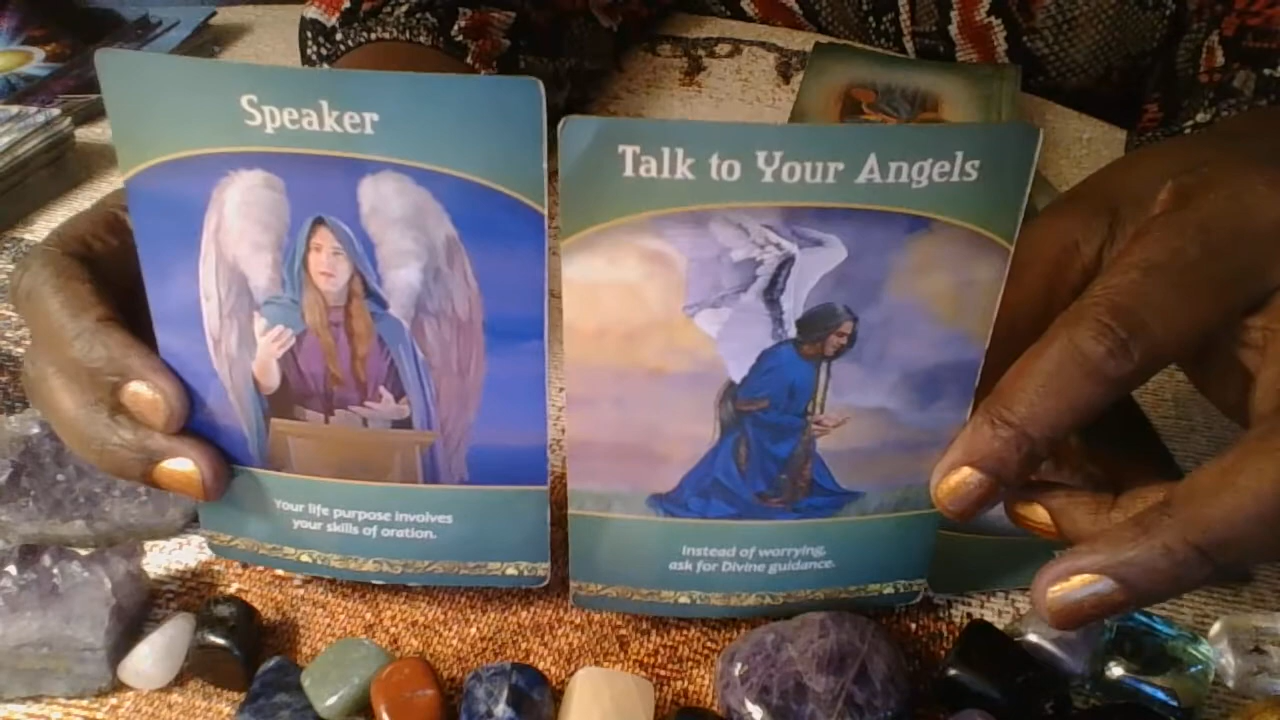 Speaker
Your life purpose involves
your skills of oration.
Talk to Your Angels
Instead of worrying,
ask for Divine guidance.